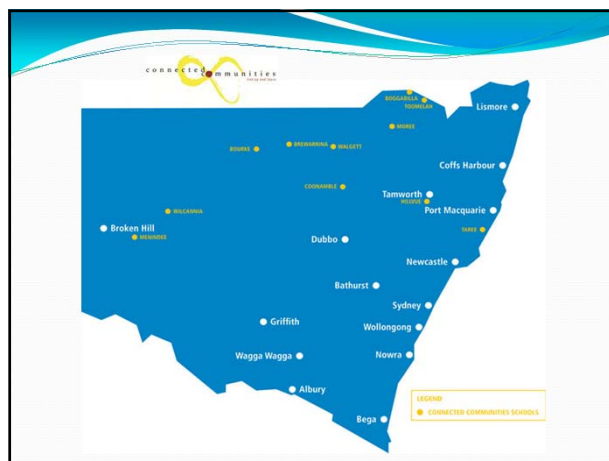 connected communities
BOGGABILLA
TOOMELAH
Lismore
MOREE
BOURKE
BREWARRINA
WALGETT
Coffs Harbour
COONAMBLE
Tamworth
HILLVUE
WILCANNIA
Port Macquarie
Broken Hill
MENINDEE
Dubbo
TAREE
Newcastle
Bathurst
Sydney
Griffith
Wollongong
Wagga Wagga
Nowra
Albury
LEGEND
CONNECTED COMMUNITIES SCHOOLS
Bega